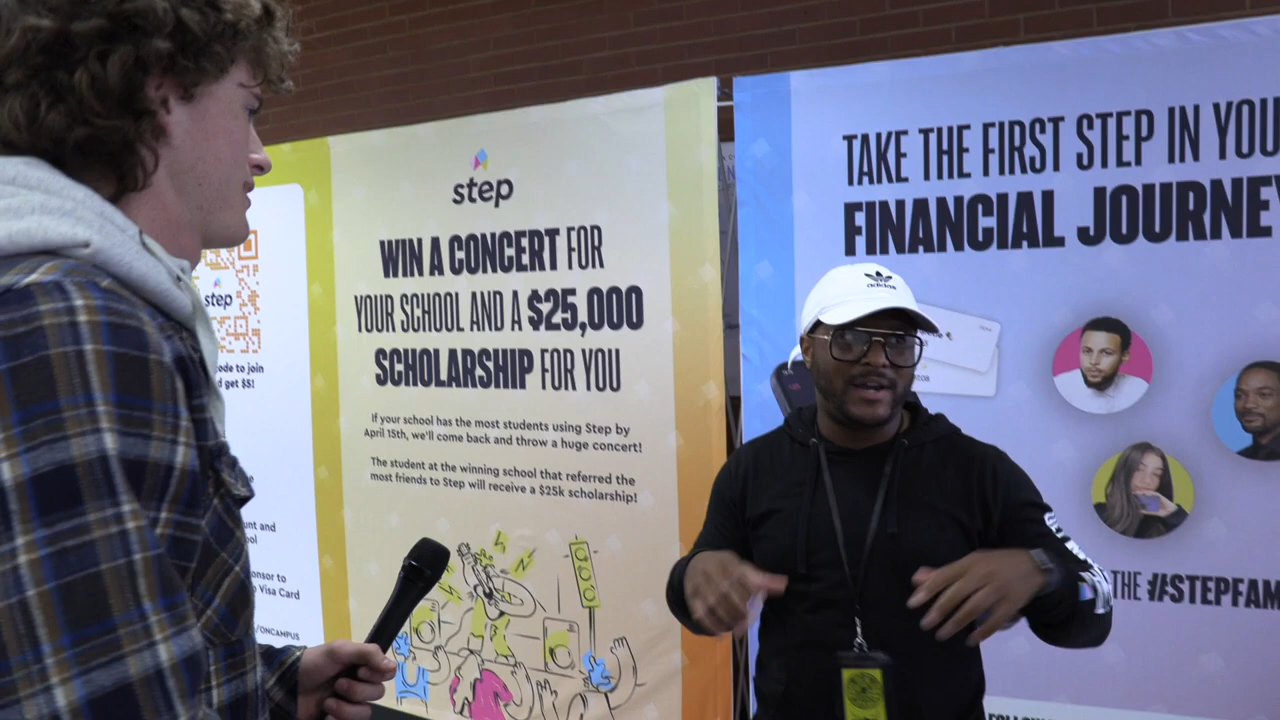 step
code to join
d get $5!
unt and
ool
onsor to
p Visa Card
/ONCAMPUS
step
WIN A CONCERT FOR
YOUR SCHOOL AND A $25,000
SCHOLARSHIP FOR YOU
If your school has the most students using Step by
April 15th, we'll come back and throw a huge concert!
The student at the winning school that referred the
most friends to Step will receive a $25k scholarship!
TAKE THE FIRST STEP IN YOU
FINANCIAL JOURNEY
adidas
THE #STEPFAM